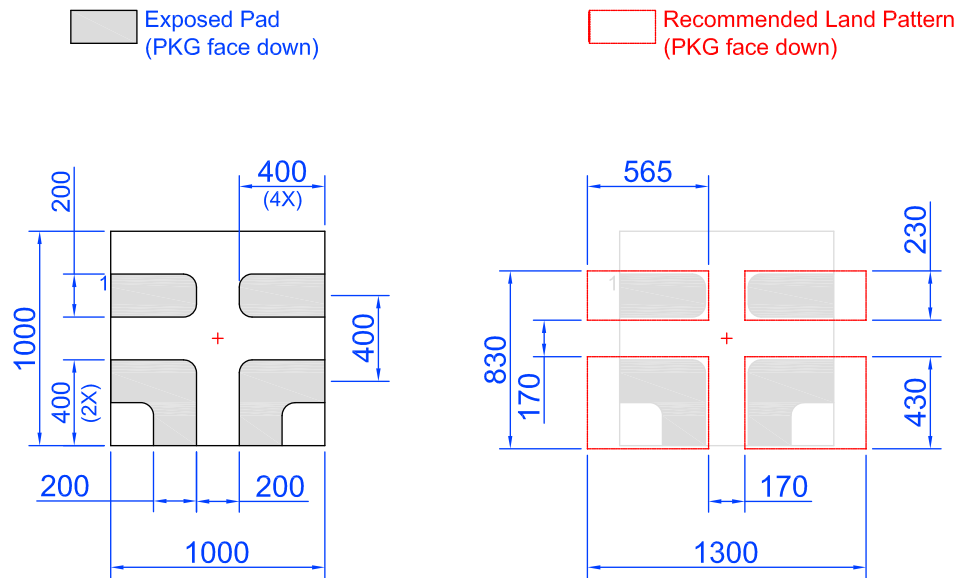 Exposed Pad
(PKG face down)
Recommended Land Pattern
(PKG face down)
400
(4X)
200
1
1000
400
400
(2X)
200
200
1000
565
230
1
830
170
430
170
1300